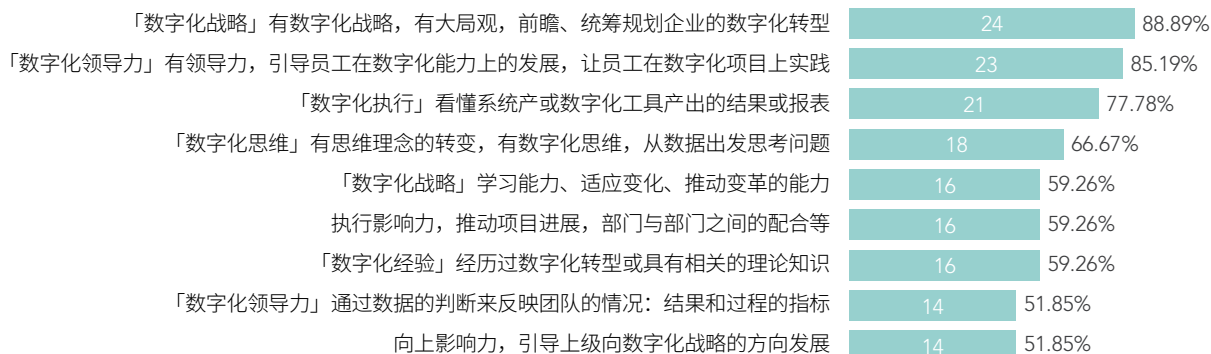 「数字化战略」有数字化战略，有大局观，前瞻、统筹规划企业的数字化转型 24 88.89%
「数字化领导力」有领导力，引导员工在数字化能力上的发展，让员工在数字化项目上实践 23 85.19%
「数字化执行」看懂系统产或数字化工具产出的结果或报表 21 77.78%
「数字化思维」有思维理念的转变，有数字化思维，从数据出发思考问题 18 66.67%
「数字化战略」学习能力、适应变化、推动变革的能力 16 59.26%
执行影响力，推动项目进展，部门与部门之间的配合等 16 59.26%
「数字化经验」经历过数字化转型或具有相关的理论知识 16 59.26%
「数字化领导力」通过数据的判断来反映团队的情况：结果和过程的指标 14 51.85%
向上影响力，引导上级向数字化战略的方向发展 14 51.85%